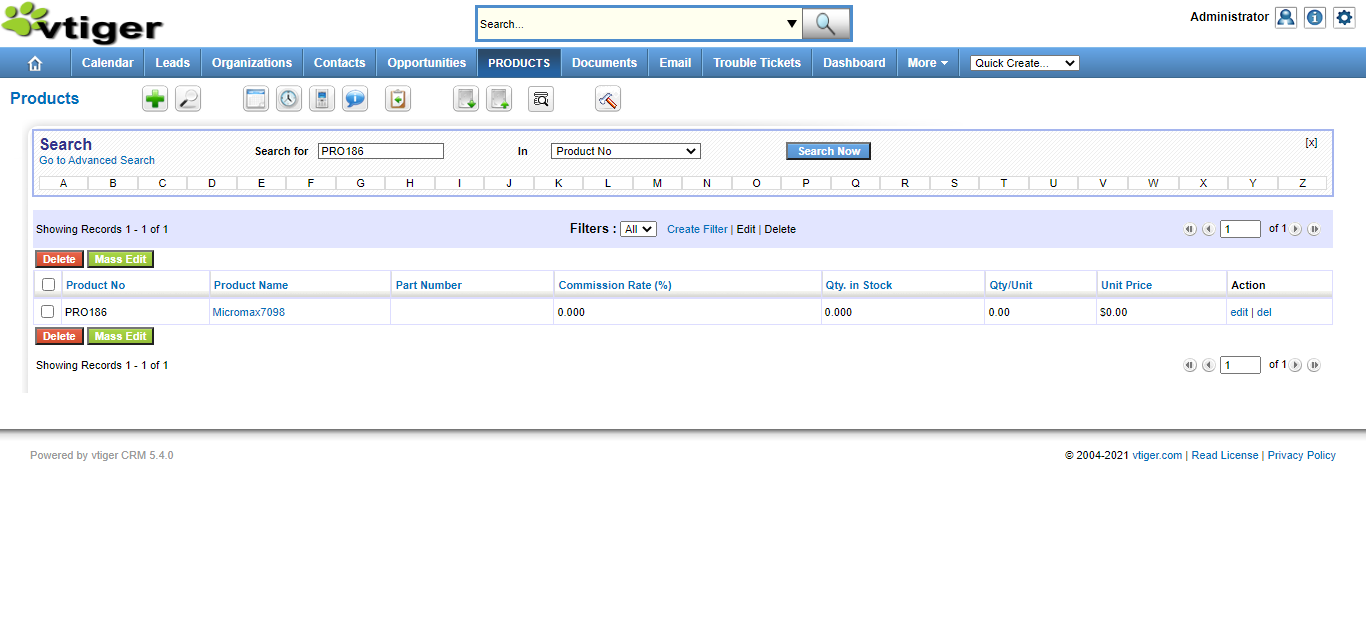 vtiger
Search...
Administrator
Calendar Leads Organizations Contacts Opportunities PRODUCTS Documents Email Trouble Tickets Dashboard More Quick Create...
Products
Search
Go to Advanced Search
Search for PRO186 In Product No Search Now [x]
A B C D E F G H I J K L M N O P Q R S T U V W X Y Z
Showing Records 1 - 1 of 1 Filters : All Create Filter | Edit | Delete 1 of 1
Delete Mass Edit
Product No Product Name Part Number Commission Rate (%) Qty. in Stock Qty/Unit Unit Price Action
PRO186 Micromax7098 0.000 0.000 0.00 $0.00 edit | del
Delete Mass Edit
Showing Records 1 - 1 of 1 1 of 1
Powered by vtiger CRM 5.4.0 © 2004-2021 vtiger.com | Read License | Privacy Policy